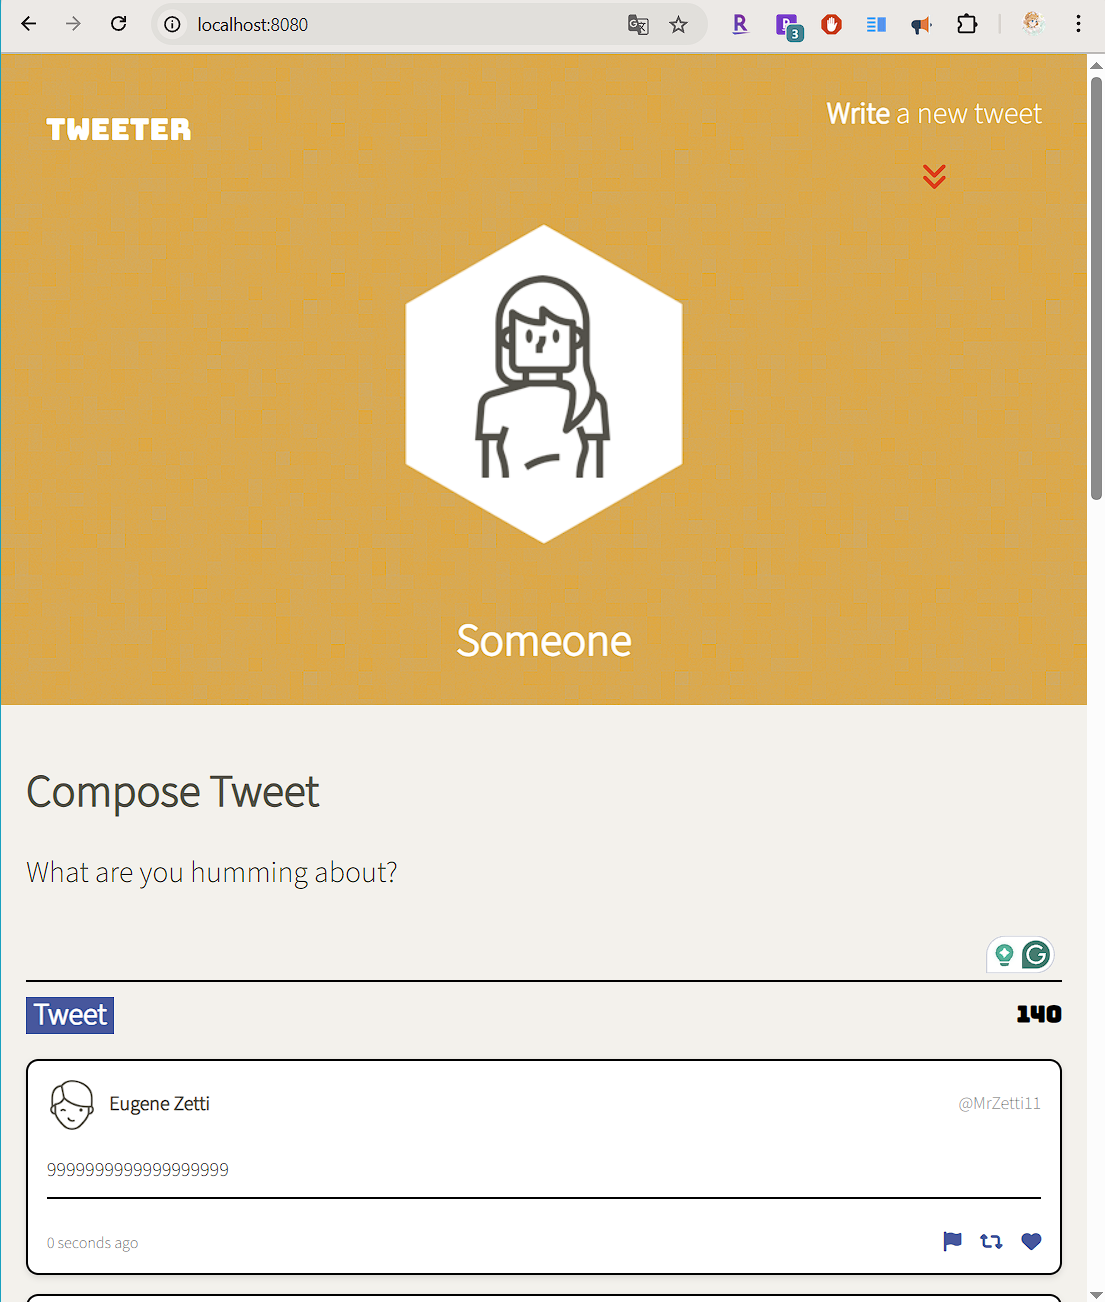 localhost:8080
3
TWEETER
Write a new tweet
Someone
Compose Tweet
What are you humming about?
Tweet
140
Eugene Zetti
@MrZetti11
9999999999999999999
0 seconds ago